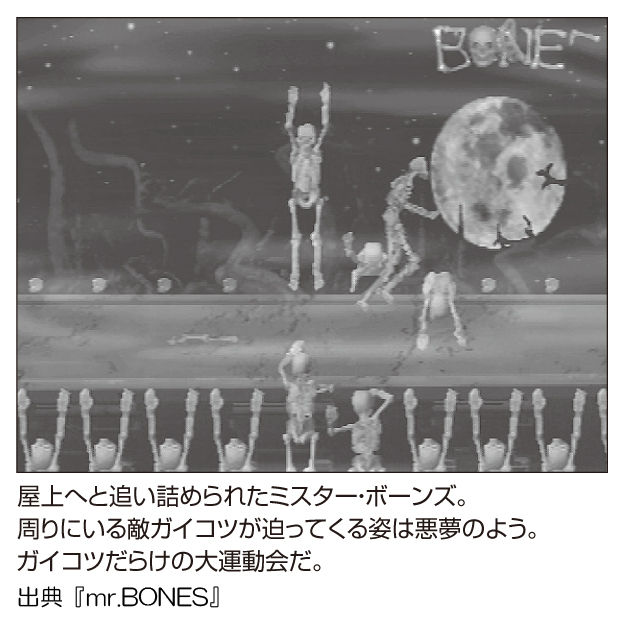 BONE
屋上へと追い詰められたミスター・ボーンズ。
周りにいる敵ガイコツが迫ってくる姿は悪夢のよう。
ガイコツだらけの大運動会だ。
出典『mr.BONES』